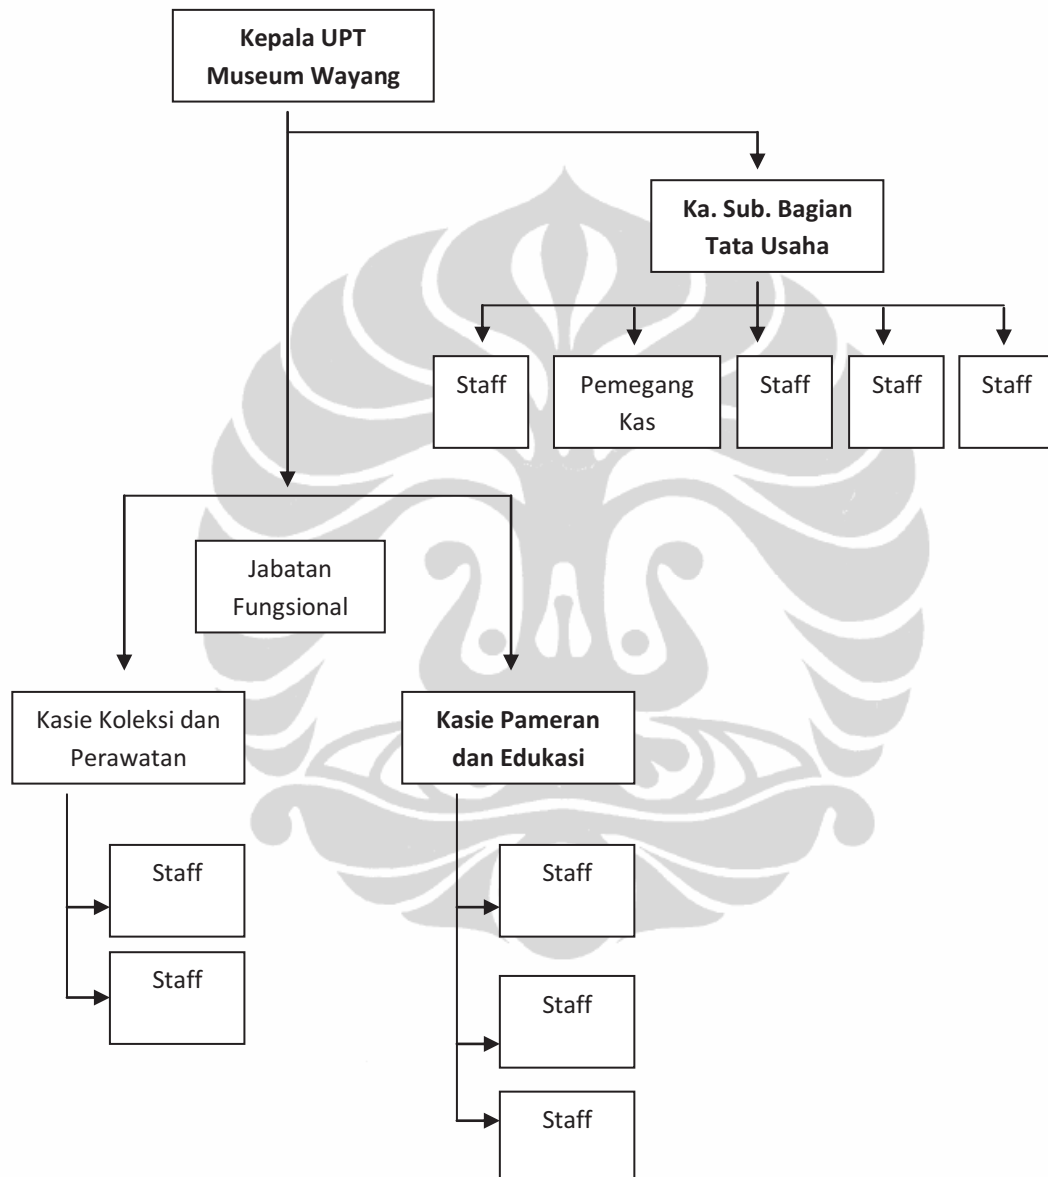 Kepala UPT
Museum Wayang
Ka. Sub. Bagian
Tata Usaha
Staff
Pemegang
Kas
Staff
Staff
Staff
Jabatan
Fungsional
Kasie Koleksi dan
Perawatan
Kasie Pameran
dan Edukasi
Staff
Staff
Staff
Staff
Staff